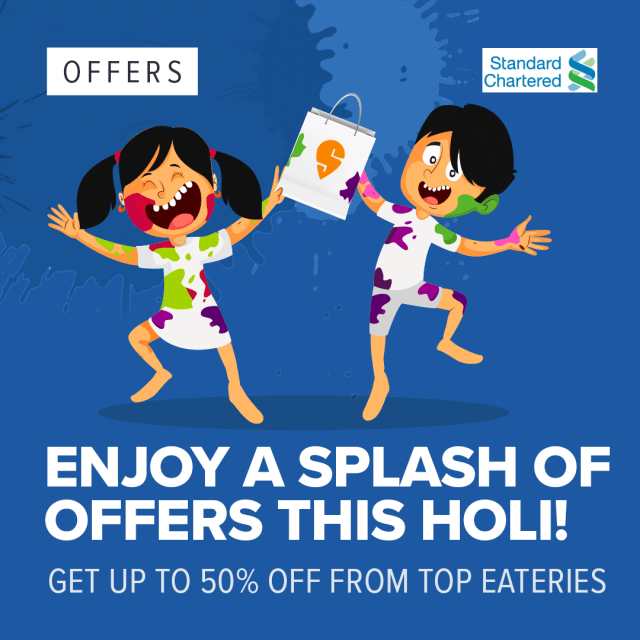 OFFERS
Standard
Chartered
ENJOY A SPLASH OF
OFFERS THIS HOLI!
GET UP TO 50% OFF FROM TOP EATERIES